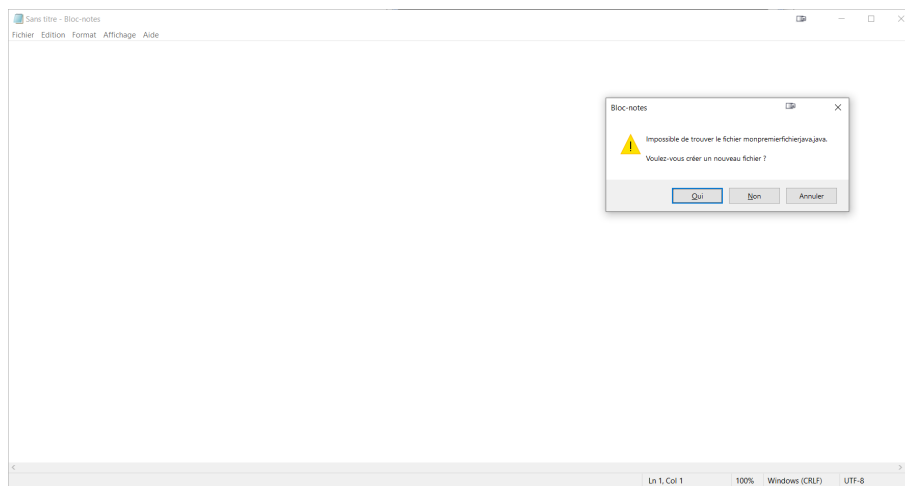 Sans titre - Bloc-notes
Fichier Edition Format Affichage Aide
Bloc-notes
Impossible de trouver le fichier monpremierfichierjava.java.
Voulez-vous créer un nouveau fichier ?
Oui Non Annuler
Ln 1, Col 1 100% Windows (CRLF) UTF-8